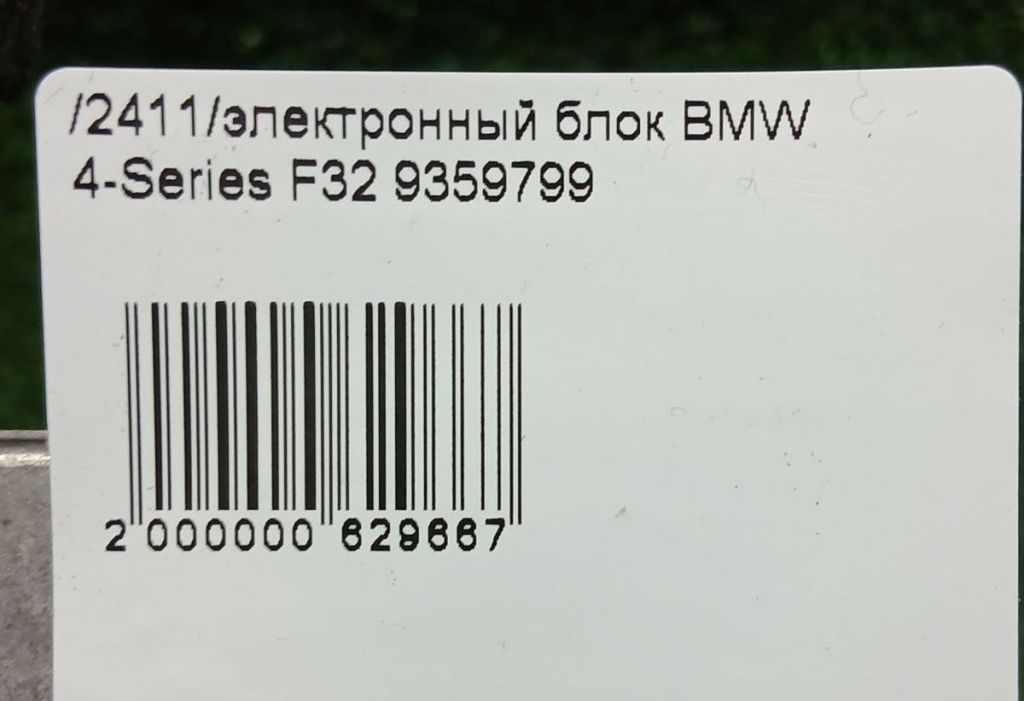 /2411/электронный блок BMW
4-Series F32 9359799
2 000000 629667